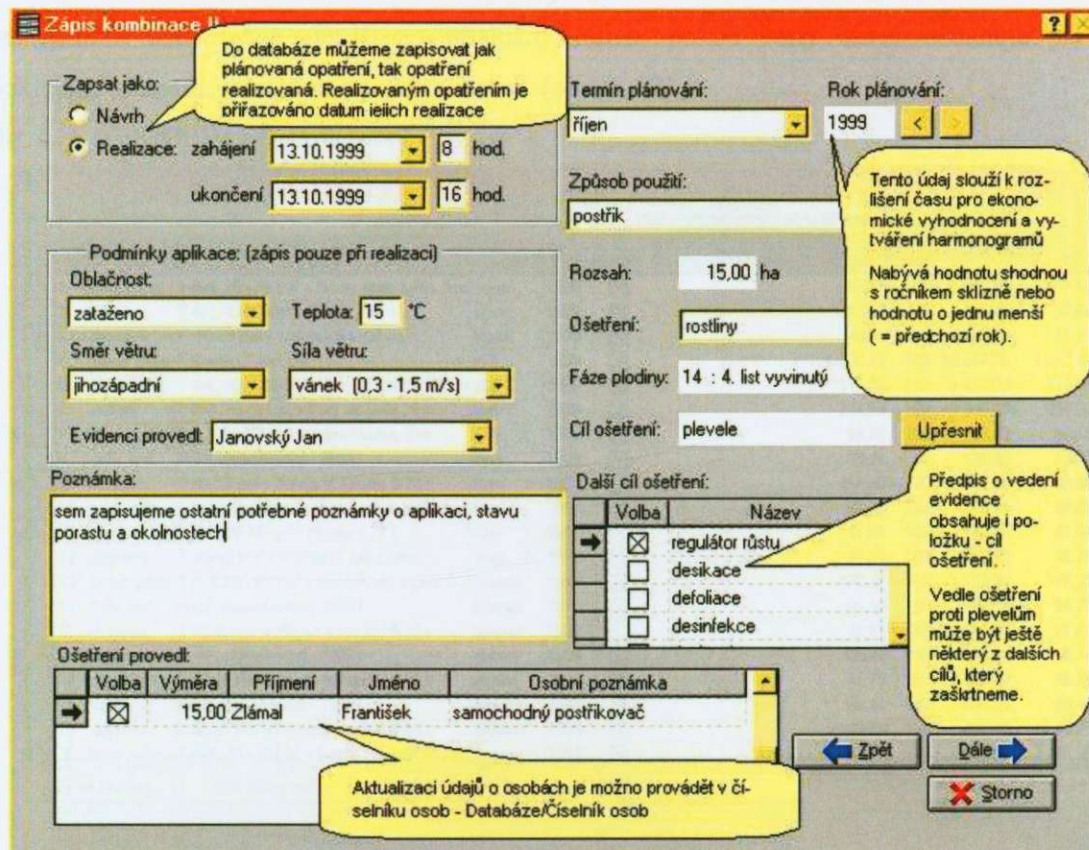 Zápis kombinace II
Do databáze můžeme zapisovat jak
plánovaná opatření, tak opatření
realizovaná. Realizovaným opatřením je
přiřazováno datum jejich realizace
Zapsat jako:
Návrh
Realizace: zahájení 13.10.1999 8 hod.
ukončení 13.10.1999 16 hod.
Termín plánování: Rok plánování:
říjen 1999 < >
Způsob použití:
postřik
Tento údaj slouží k roz-
lišení času pro ekono-
mické vyhodnocení a vy-
tváření harmonogramů
Nabývá hodnotu shodnou
s ročníkem sklizně nebo
hodnotu o jednu menší
( = předchozí rok).
Podmínky aplikace: (zápis pouze při realizaci)
Oblačnost:
zataženo Teplota: 15 °C
Směr větru: Síla větru:
jihozápadní vánek (0,3 - 1,5 m/s)
Evidenci provedl: Janovský Jan
Rozsah: 15,00 ha
Ošetření: rostliny
Fáze plodiny: 14 : 4. list vyvinutý
Cíl ošetření: plevele Upřesnit
Poznámka:
sem zapisujeme ostatní potřebné poznámky o aplikaci, stavu
porastu a okolnostech
Další cíl ošetření:
Volba Název
regulátor růstu
desikace
defoliace
desinfekce
Předpis o vedení
evidence
obsahuje i po-
ložku - cíl
ošetření.
Vedle ošetření
proti plevelům
může být ještě
některý z dalších
cílů, který
zaškrtneme.
Ošetření provedl:
Volba Výměra Příjmení Jméno Osobní poznámka
15,00 Zlámal František samochodný postřikovač
Aktualizaci údajů o osobách je možno provádět v čí-
selníku osob - Databáze/Číselník osob
Zpět Dále
Storno